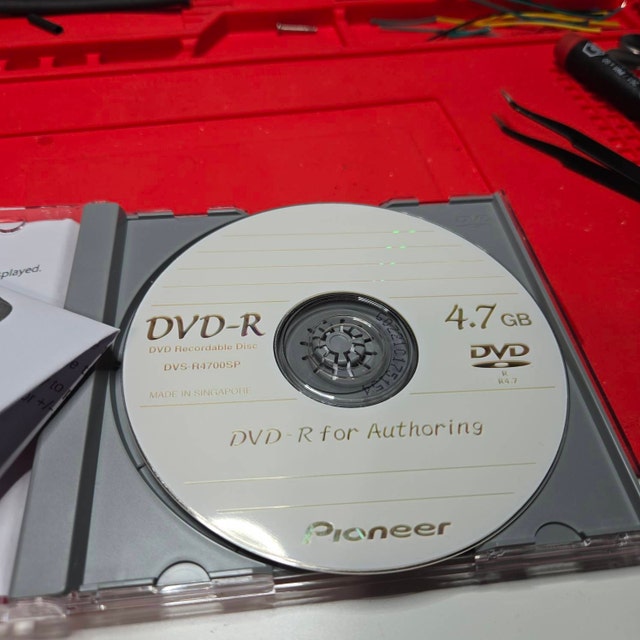 splayed.
DVD-R
DVD Recordable Disc
DVS-R4700SP
MADE IN SINGAPORE
4.7 GB
DVD
R
R4.7
DVD-R for Authoring
Pioneer